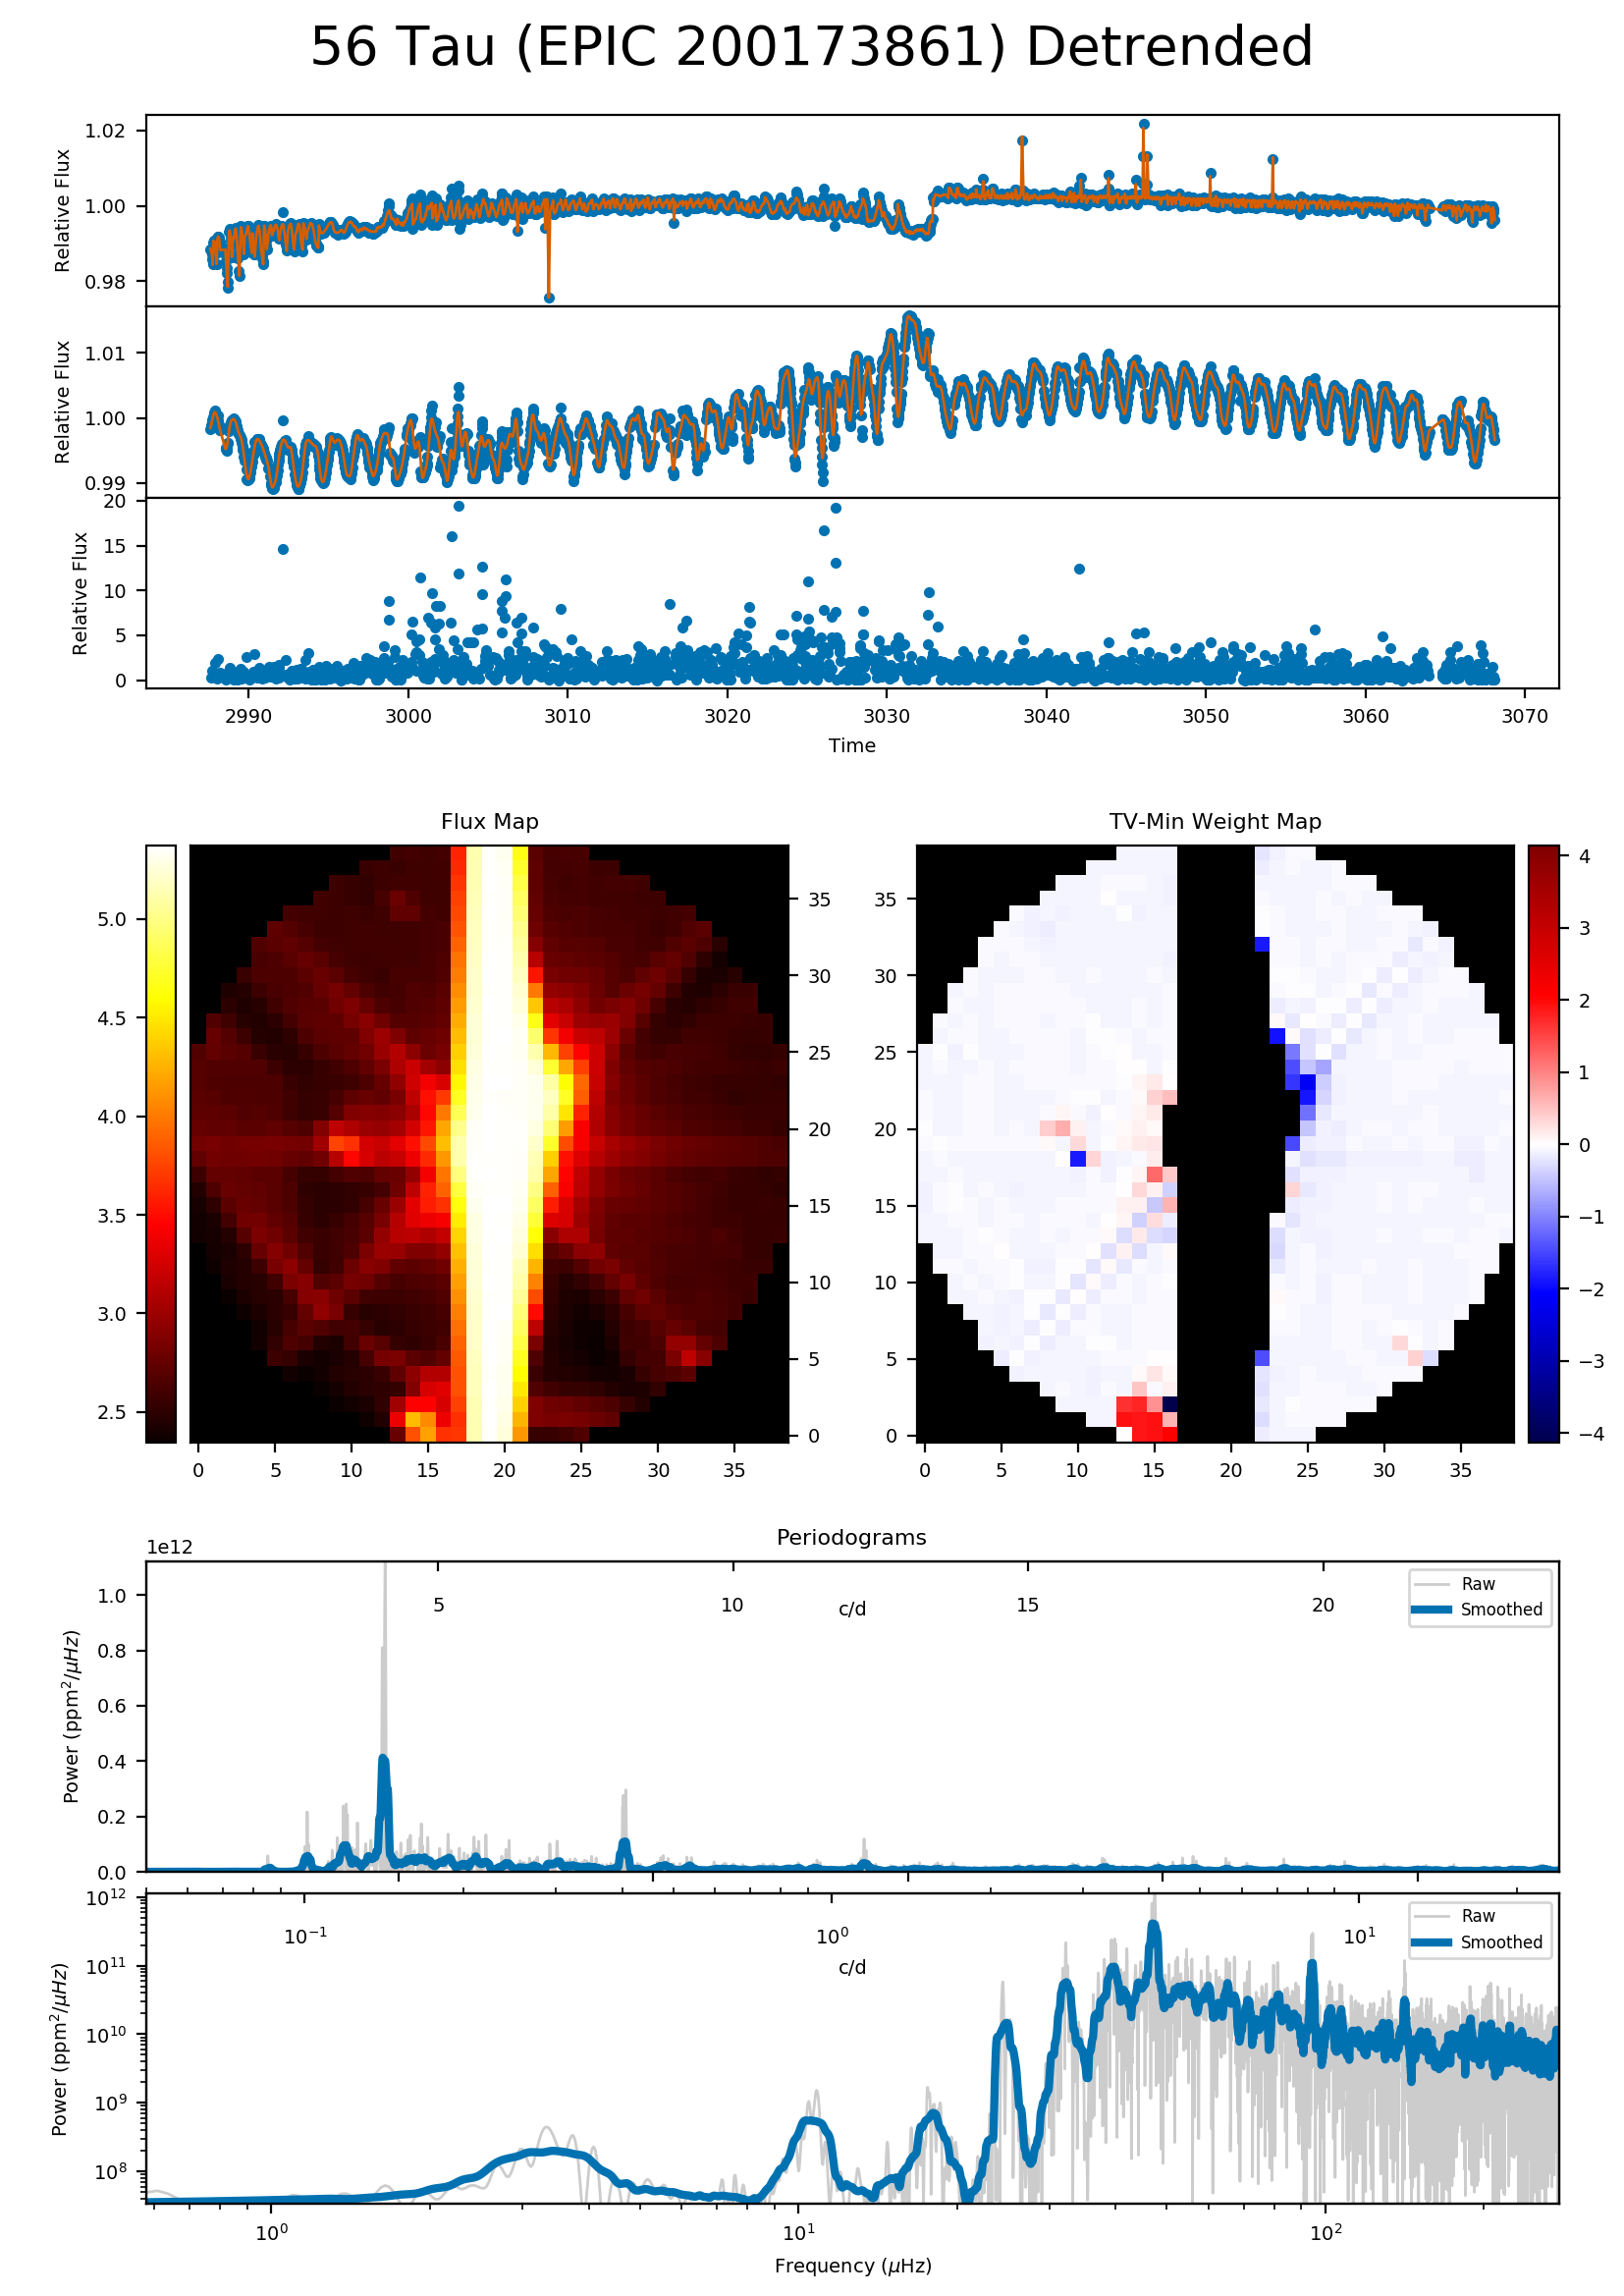 56 Tau (EPIC 200173861) Detrended
Relative Flux
1.02
1.00
0.98
Relative Flux
1.01
1.00
0.99
Relative Flux
20
15
10
5
0
2990 3000 3010 3020 3030 3040 3050 3060 3070
Time
Flux Map
5.0
4.5
4.0
3.5
3.0
2.5
35
30
25
20
15
10
5
0
0 5 10 15 20 25 30 35
TV-Min Weight Map
35
30
25
20
15
10
5
0
0 5 10 15 20 25 30 35
4
3
2
1
0
−1
−2
−3
−4
Periodograms
1e12
Power (ppm²/μHz)
1.0
0.8
0.6
0.4
0.2
0.0
5 10 15 20
c/d
Raw
Smoothed
Power (ppm²/μHz)
10¹²
10¹¹
10¹⁰
10⁹
10⁸
10⁻¹ 10⁰ 10¹
c/d
Raw
Smoothed
10⁰ 10¹ 10²
Frequency (μHz)